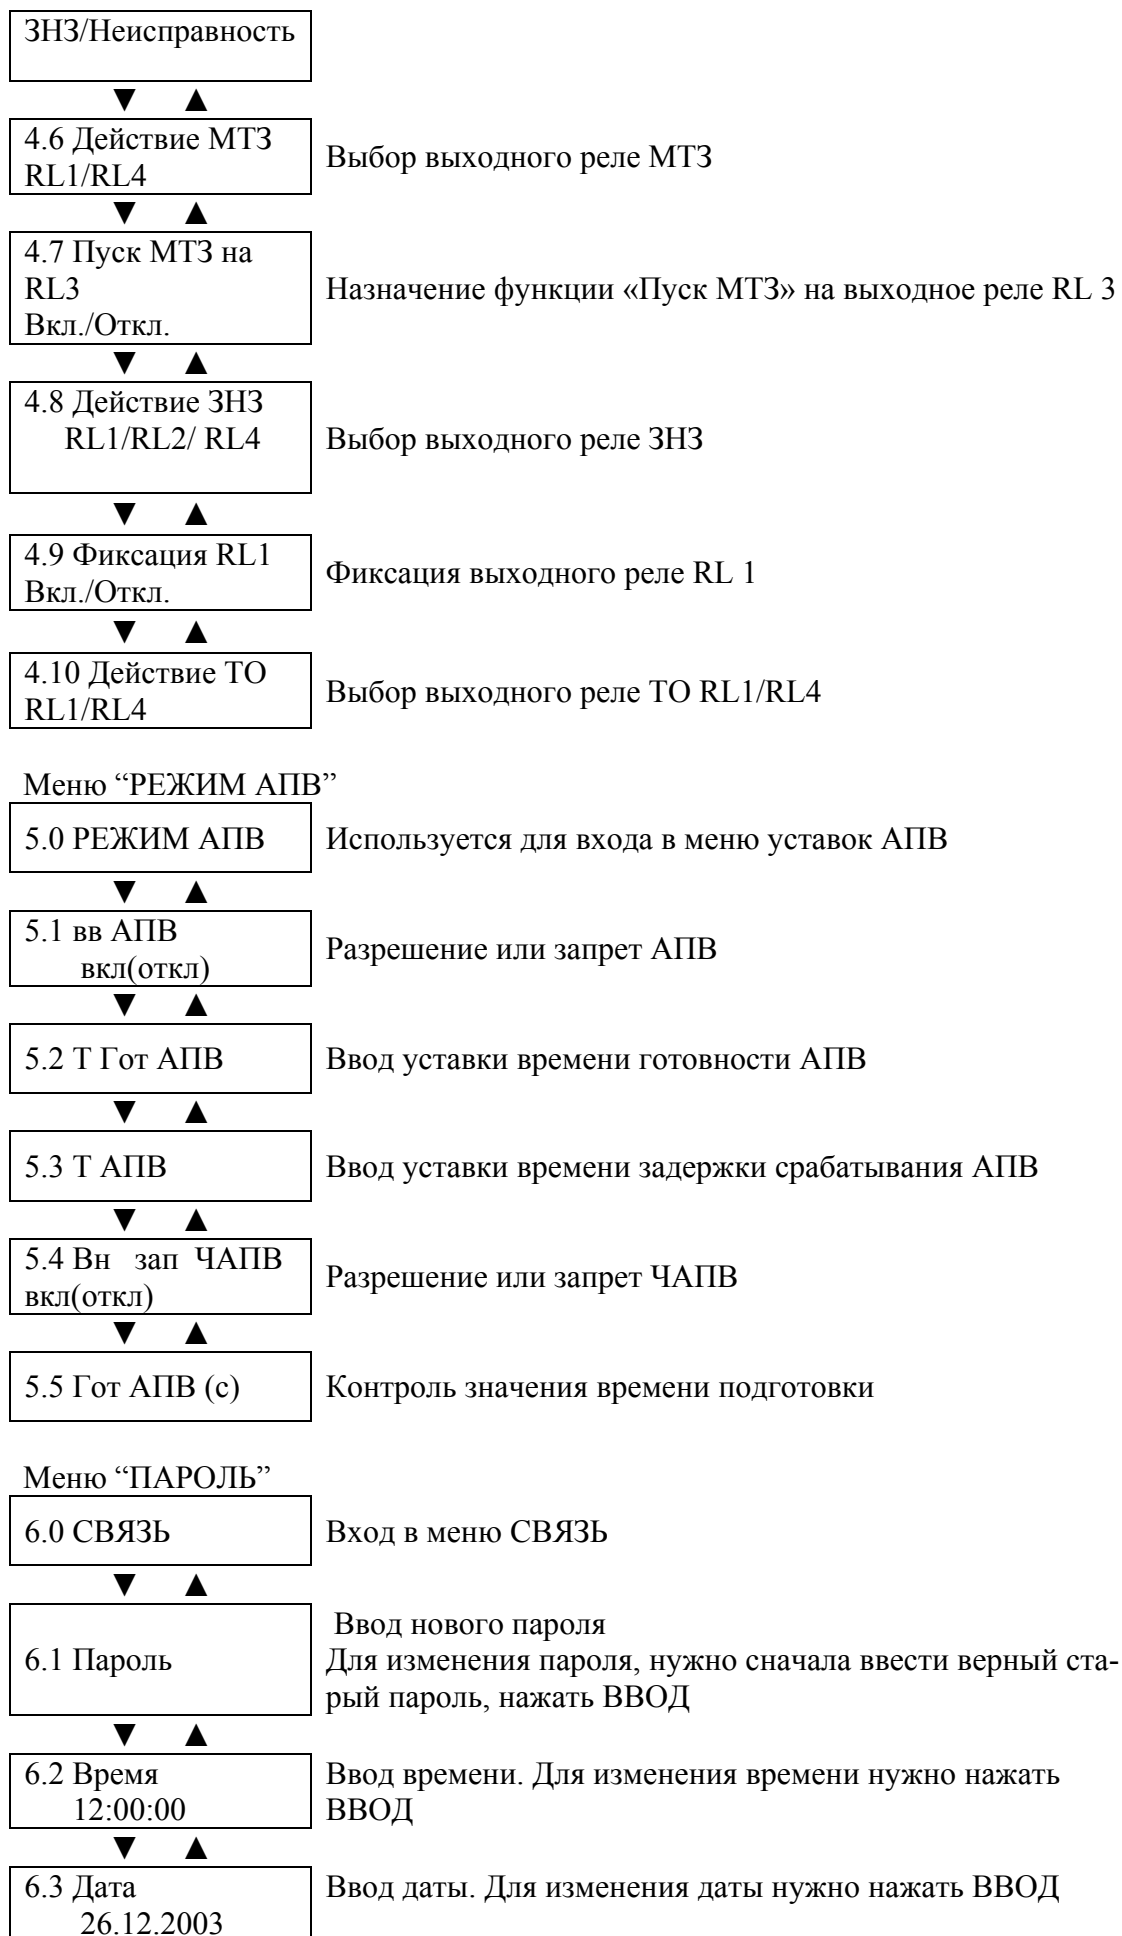 ЗНЗ/Неисправность
▼ ▲
4.6 Действие МТЗ
RL1/RL4
Выбор выходного реле МТЗ
▼ ▲
4.7 Пуск МТЗ на
RL3
Вкл./Откл.
Назначение функции «Пуск МТЗ» на выходное реле RL 3
▼ ▲
4.8 Действие ЗНЗ
RL1/RL2/ RL4
Выбор выходного реле ЗНЗ
▼ ▲
4.9 Фиксация RL1
Вкл./Откл.
Фиксация выходного реле RL 1
▼ ▲
4.10 Действие ТО
RL1/RL4
Выбор выходного реле ТО RL1/RL4
Меню “РЕЖИМ АПВ”
5.0 РЕЖИМ АПВ
Используется для входа в меню уставок АПВ
▼ ▲
5.1 вв АПВ
вкл(откл)
Разрешение или запрет АПВ
▼ ▲
5.2 Т Гот АПВ
Ввод уставки времени готовности АПВ
▼ ▲
5.3 Т АПВ
Ввод уставки времени задержки срабатывания АПВ
▼ ▲
5.4 Вн зап ЧАПВ
вкл(откл)
Разрешение или запрет ЧАПВ
▼ ▲
5.5 Гот АПВ (с)
Контроль значения времени подготовки
Меню “ПАРОЛЬ”
6.0 СВЯЗЬ
Вход в меню СВЯЗЬ
▼ ▲
6.1 Пароль
Ввод нового пароля
Для изменения пароля, нужно сначала ввести верный ста-
рый пароль, нажать ВВОД
▼ ▲
6.2 Время
12:00:00
Ввод времени. Для изменения времени нужно нажать
ВВОД
▼ ▲
6.3 Дата
26.12.2003
Ввод даты. Для изменения даты нужно нажать ВВОД